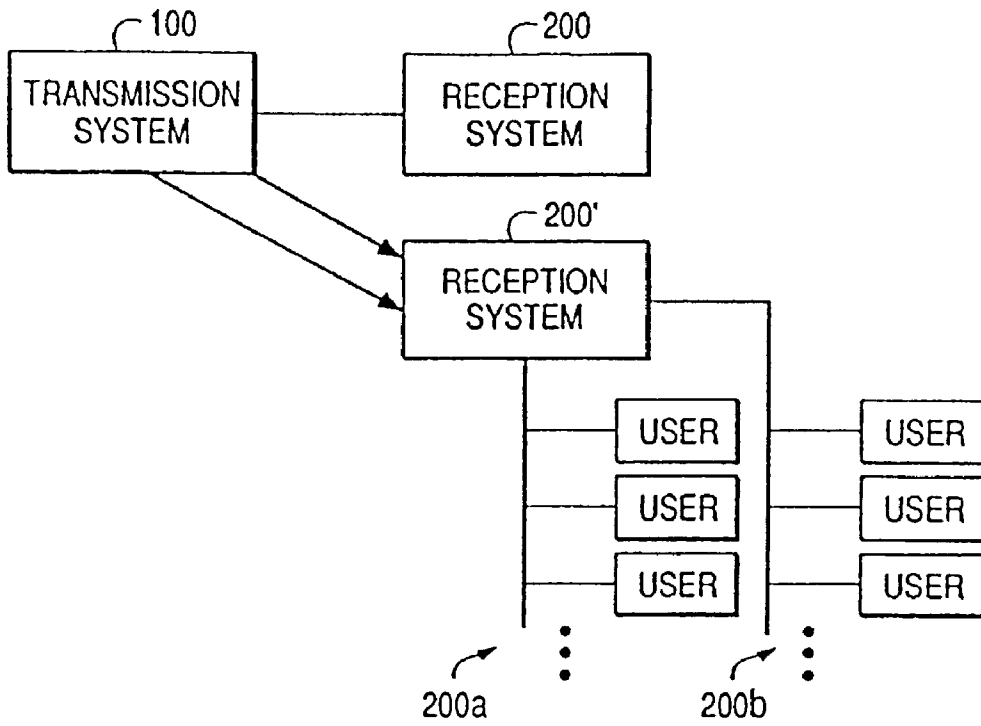 100
200
TRANSMISSION
SYSTEM
RECEPTION
SYSTEM
200'
RECEPTION
SYSTEM
USER
USER
USER
USER
USER
USER
200a
200b